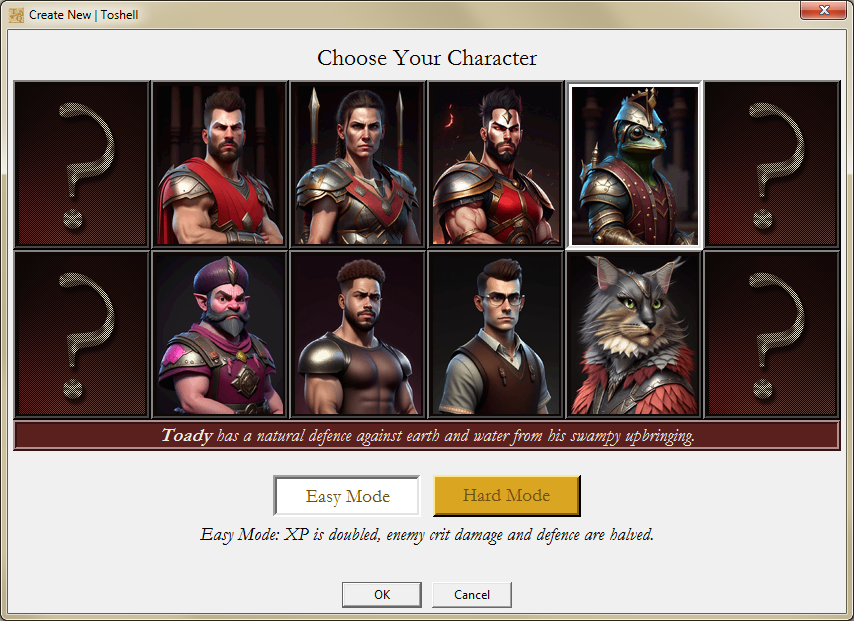 Create New | Toshell
Choose Your Character
? ?
? ?
Toady has a natural defence against earth and water from his swampy upbringing.
Easy Mode Hard Mode
Easy Mode: XP is doubled, enemy crit damage and defence are halved.
OK Cancel